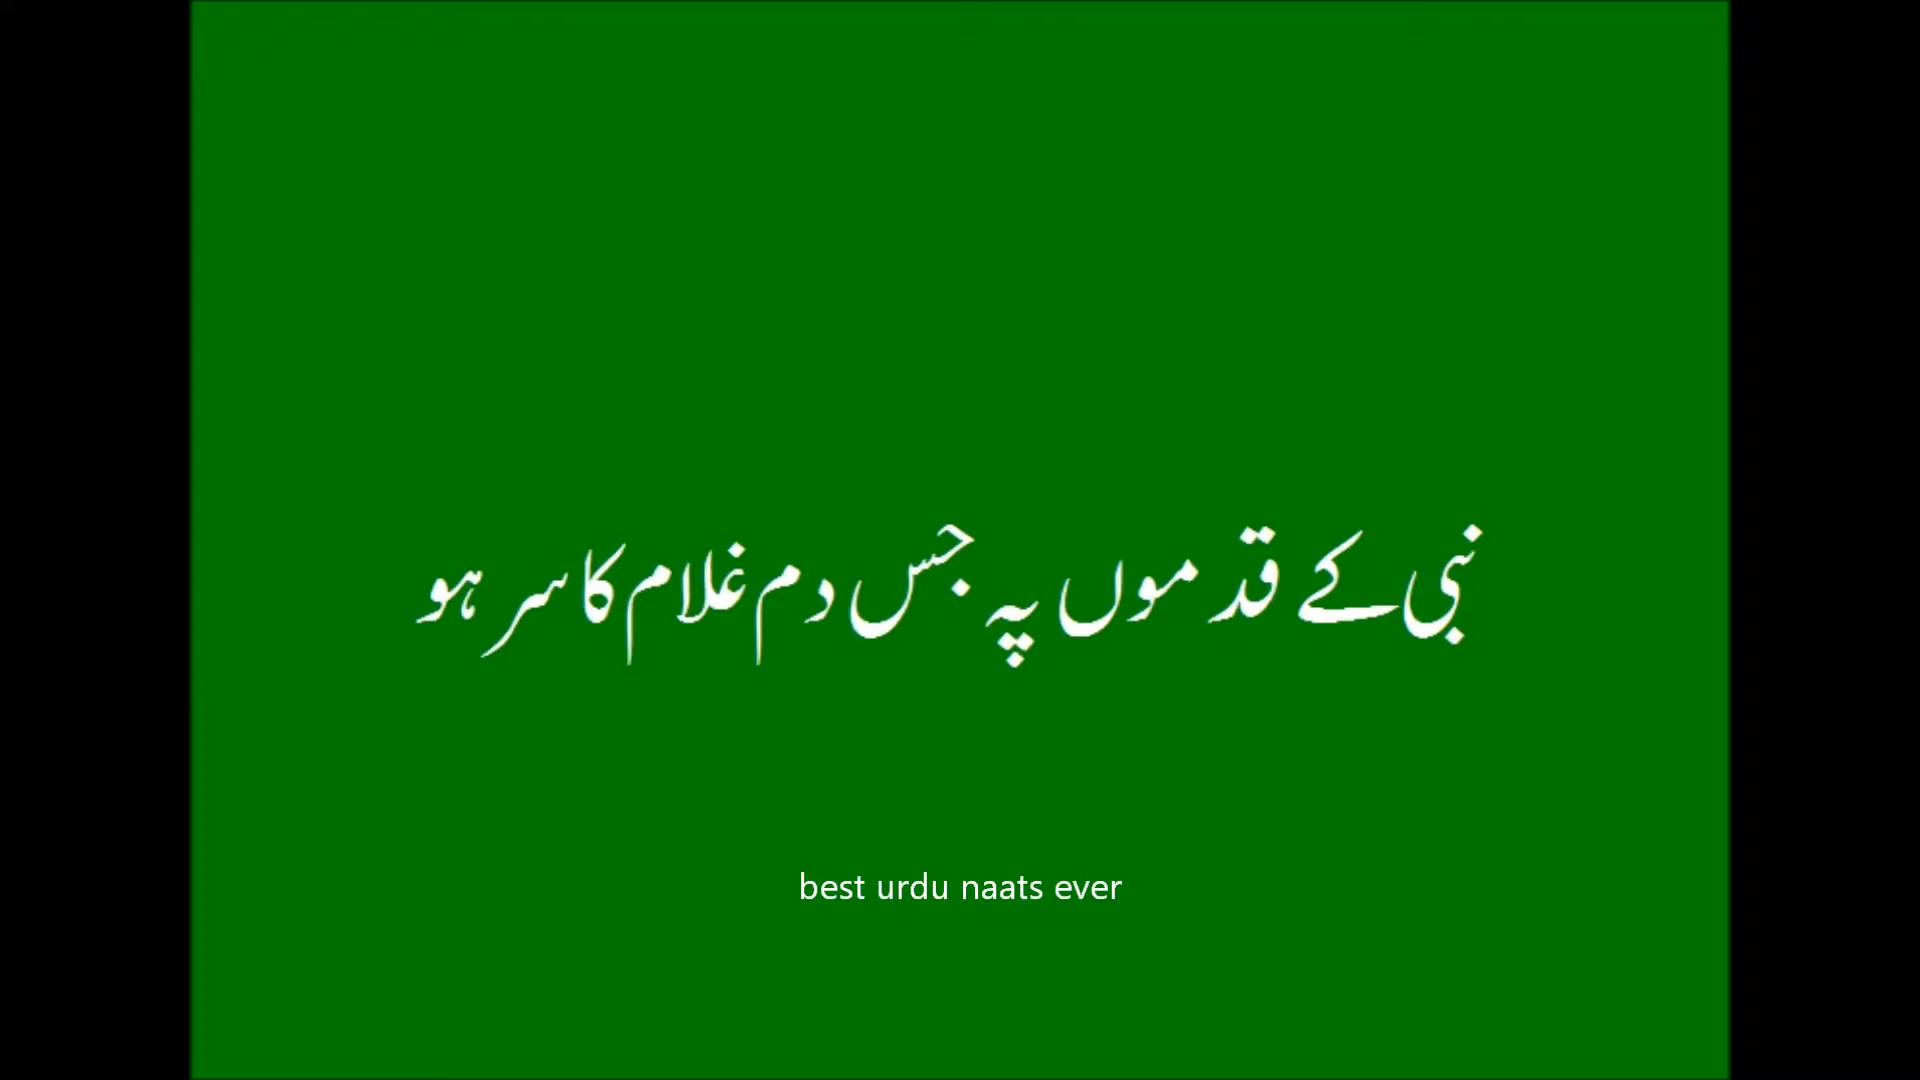 نبی کے قدموں پہ جس دم غلام کا سر ہو
best urdu naats ever